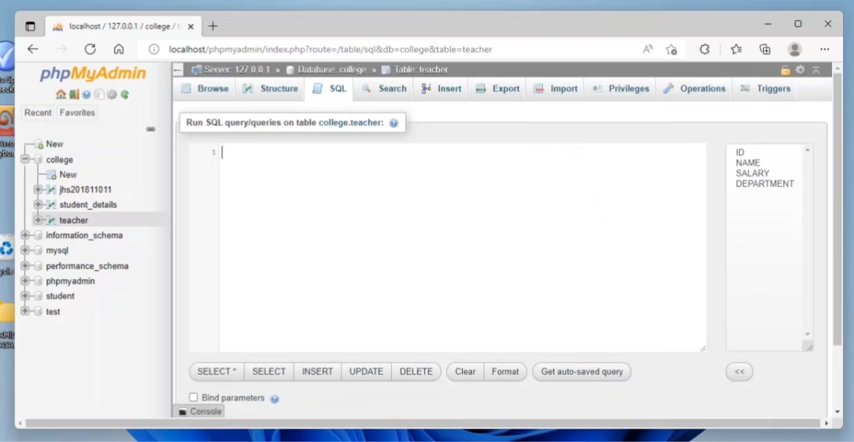 localhost / 127.0.0.1 / college / t
localhost/phpmyadmin/index.php?route=/table/sql&db=college&table=teacher
phpMyAdmin
Recent Favorites
New
college
New
jhs201811011
student_details
teacher
information_schema
mysql
performance_schema
phpmyadmin
student
test
Server: 127.0.0.1 » Database: college » Table: teacher
Browse Structure SQL Search Insert Export Import Privileges Operations Triggers
Run SQL query/queries on table college.teacher:
1
ID
NAME
SALARY
DEPARTMENT
SELECT * SELECT INSERT UPDATE DELETE Clear Format Get auto-saved query <<
Bind parameters
Console